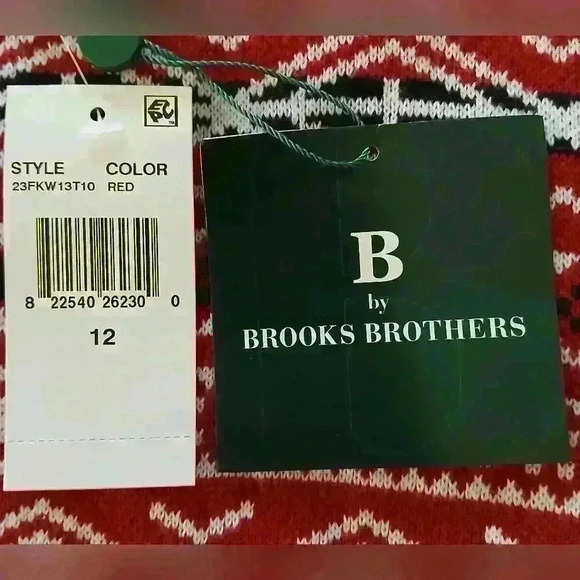 STYLE COLOR
23FKW13T10 RED
8 22540 26230 0
12
B
by
BROOKS BROTHERS